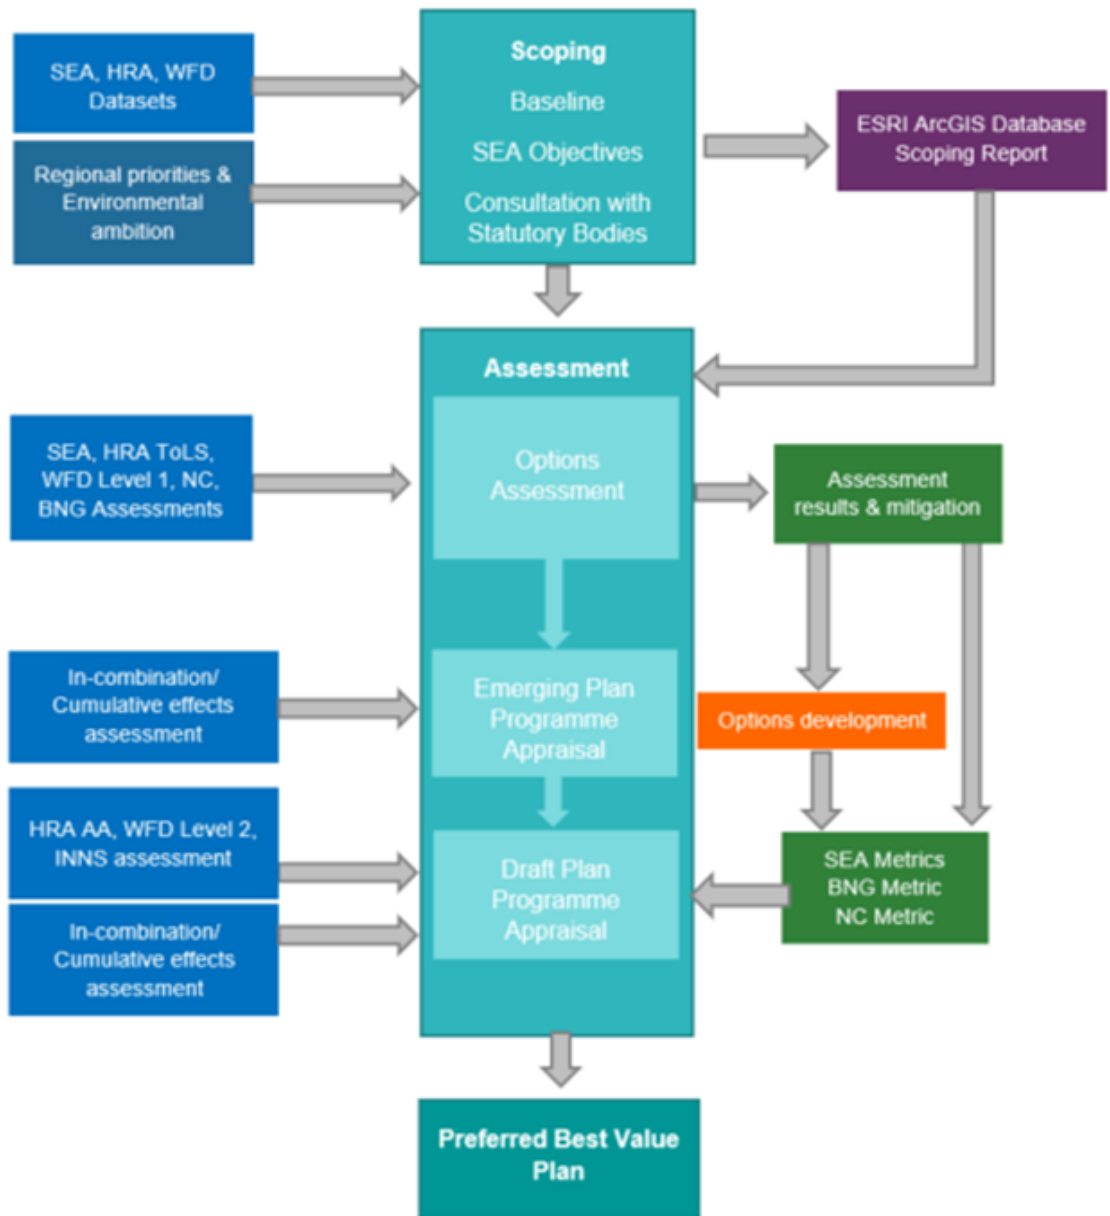 SEA, HRA, WFD
Datasets
Regional priorities &
Environmental
ambition
Scoping
Baseline
SEA Objectives
Consultation with
Statutory Bodies
ESRI ArcGIS Database
Scoping Report
Assessment
SEA, HRA ToLS,
WFD Level 1, NC,
BNG Assessments
Options
Assessment
Assessment
results & mitigation
In-combination/
Cumulative effects
assessment
Emerging Plan
Programme
Appraisal
Options development
HRA AA, WFD Level 2,
INNS assessment
In-combination/
Cumulative effects
assessment
Draft Plan
Programme
Appraisal
SEA Metrics
BNG Metric
NC Metric
Preferred Best Value
Plan